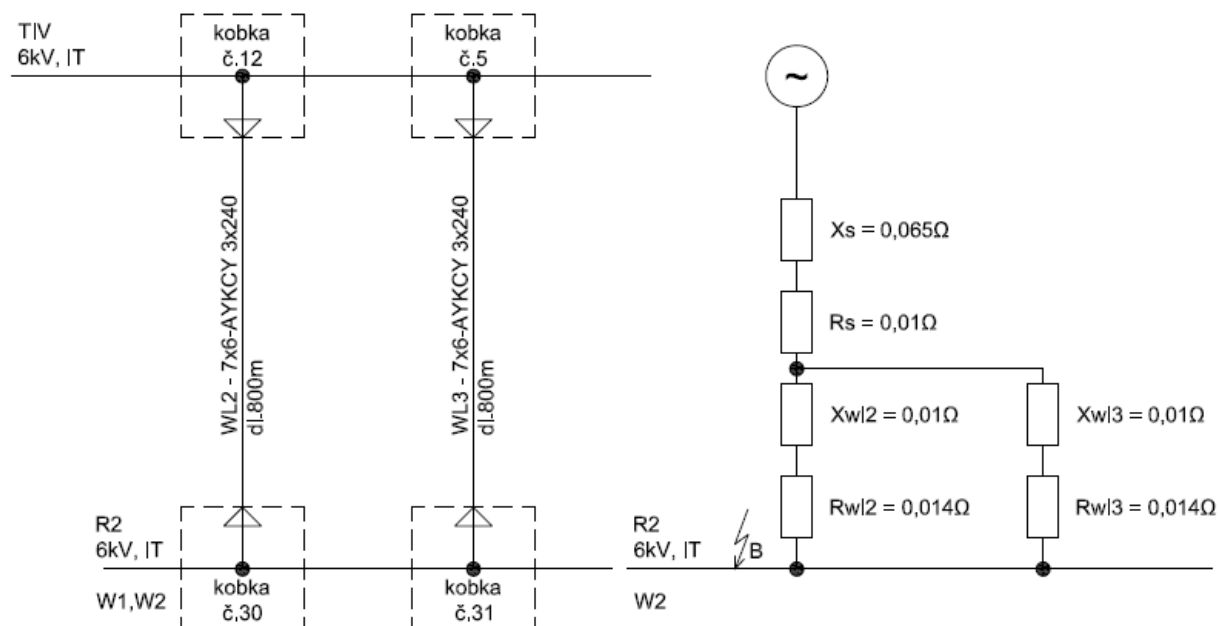 TIV
6kV, IT
kobka
č.12
kobka
č.5
WL2 - 7x6-AYKCY 3x240
dl.800m
WL3 - 7x6-AYKCY 3x240
dl.800m
R2
6kV, IT
W1,W2
kobka
č.30
kobka
č.31
~
Xs = 0,065Ω
Rs = 0,01Ω
Xwl2 = 0,01Ω
Xwl3 = 0,01Ω
Rwl2 = 0,014Ω
Rwl3 = 0,014Ω
R2
6kV, IT
B
W2